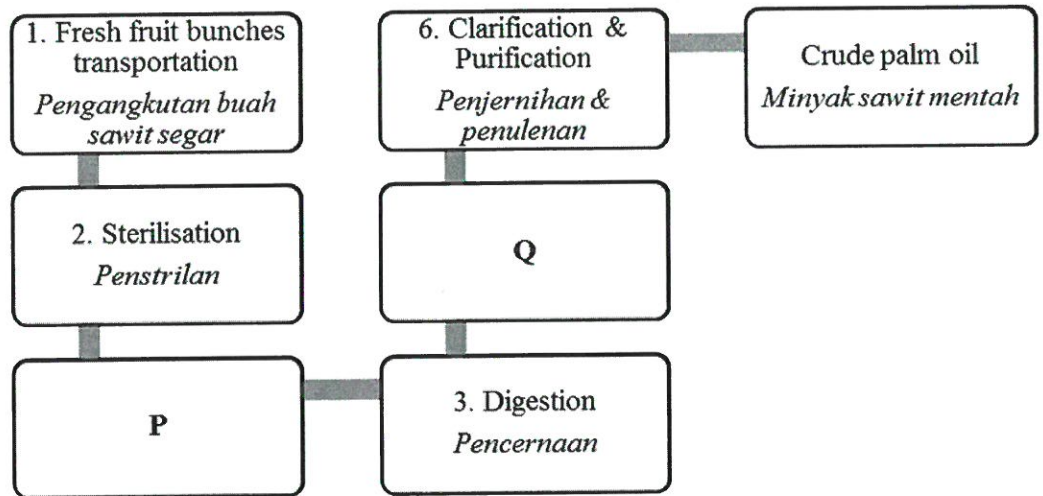 1. Fresh fruit bunches
transportation
Pengangkutan buah
sawit segar
2. Sterilisation
Penstrilan
P
3. Digestion
Pencernaan
Q
6. Clarification &
Purification
Penjernihan &
penulenan
Crude palm oil
Minyak sawit mentah